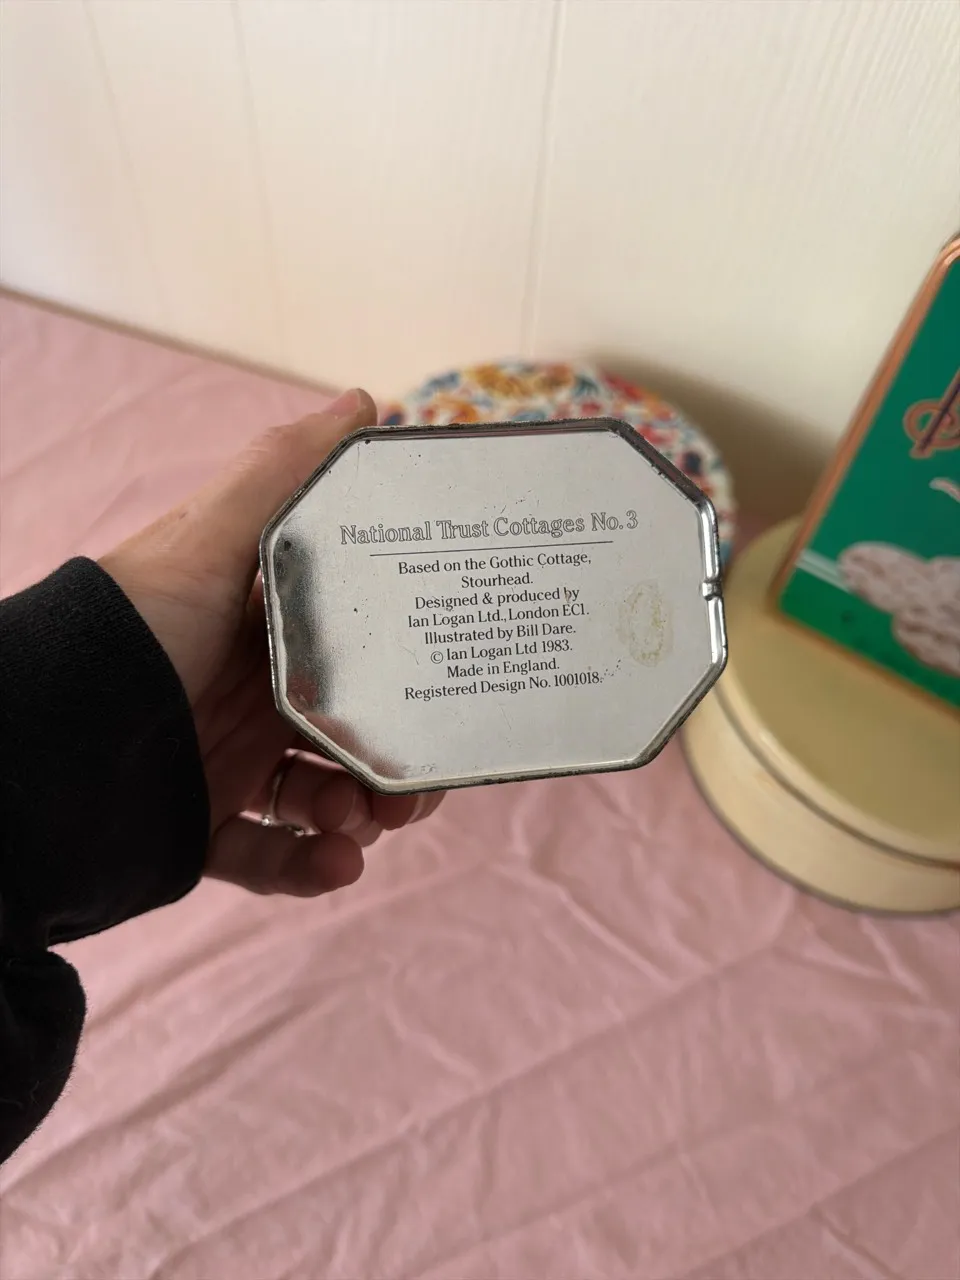 National Trust Cottages No. 3
Based on the Gothic Cottage,
Stourhead.
Designed & produced by
Ian Logan Ltd., London EC1.
Illustrated by Bill Dare.
© Ian Logan Ltd 1983.
Made in England.
Registered Design No. 1001018.